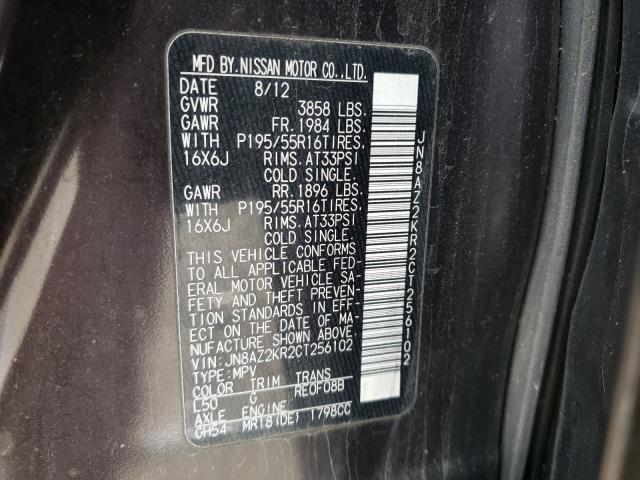 MFD BY.NISSAN MOTOR CO.,LTD.
DATE 8/12
GVWR 3858 LBS.
GAWR FR.1984 LBS.
WITH P195/55R16TIRES.
16X6J RIMS.AT33PSI
COLD SINGLE.
GAWR RR.1896 LBS.
WITH P195/55R16TIRES.
16X6J RIMS.AT33PSI
COLD SINGLE.
THIS VEHICLE CONFORMS
TO ALL APPLICABLE FED-
ERAL MOTOR VEHICLE SA-
FETY AND THEFT PREVEN-
TION STANDARDS IN EFF-
ECT ON THE DATE OF MA-
NUFACTURE SHOWN ABOVE.
VIN:JN8AZ2KR2CT256102
TYPE:MPV
COLOR TRIM TRANS
L50 G RE0F08B
AXLE ENGINE
GH54 MR18(DE) 1798CC
JN8AZ2KR2CT256102